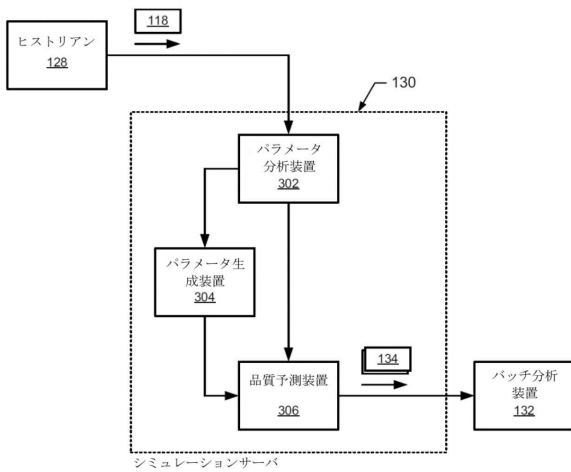 118
ヒストリアン
128
130
パラメータ
分析装置
302
パラメータ生
成装置
304
134
品質予測装置
306
バッチ分析
装置
132
シミュレーションサーバ